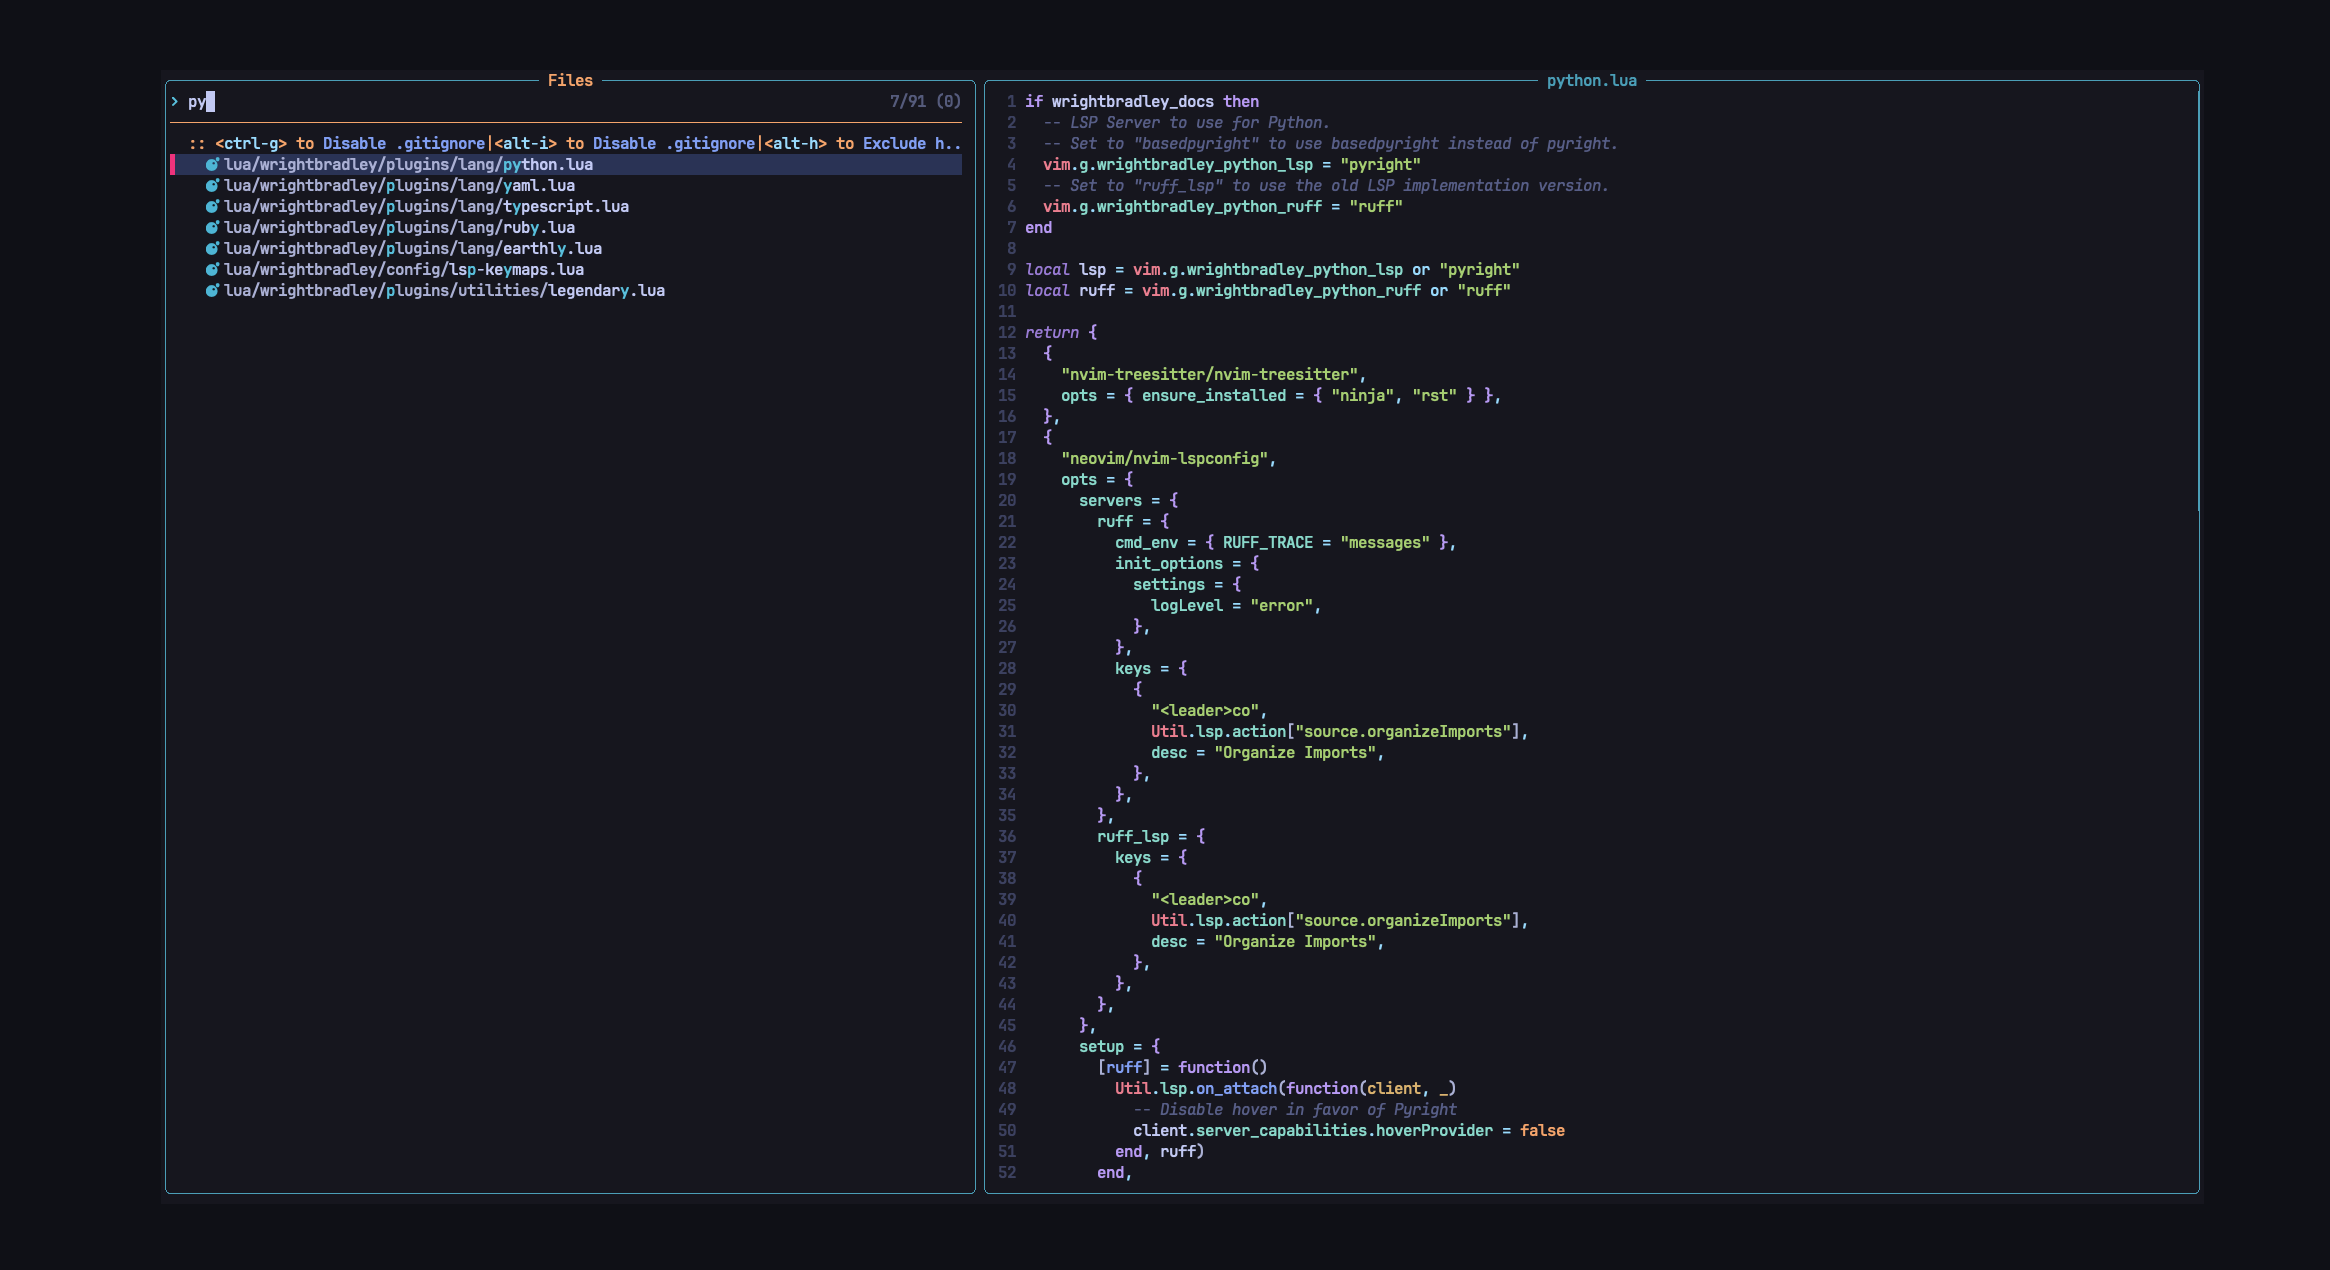 Files
> py 7/91 (0)
:: <ctrl-g> to Disable .gitignore|<alt-i> to Disable .gitignore|<alt-h> to Exclude h..
lua/wrightbradley/plugins/lang/python.lua
lua/wrightbradley/plugins/lang/yaml.lua
lua/wrightbradley/plugins/lang/typescript.lua
lua/wrightbradley/plugins/lang/ruby.lua
lua/wrightbradley/plugins/lang/earthly.lua
lua/wrightbradley/config/lsp-keymaps.lua
lua/wrightbradley/plugins/utilities/legendary.lua
python.lua
1 if wrightbradley_docs then
2   -- LSP Server to use for Python.
3   -- Set to "basedpyright" to use basedpyright instead of pyright.
4   vim.g.wrightbradley_python_lsp = "pyright"
5   -- Set to "ruff_lsp" to use the old LSP implementation version.
6   vim.g.wrightbradley_python_ruff = "ruff"
7 end
8
9 local lsp = vim.g.wrightbradley_python_lsp or "pyright"
10 local ruff = vim.g.wrightbradley_python_ruff or "ruff"
11
12 return {
13   {
14     "nvim-treesitter/nvim-treesitter",
15     opts = { ensure_installed = { "ninja", "rst" } },
16   },
17   {
18     "neovim/nvim-lspconfig",
19     opts = {
20       servers = {
21         ruff = {
22           cmd_env = { RUFF_TRACE = "messages" },
23           init_options = {
24             settings = {
25               logLevel = "error",
26             },
27           },
28           keys = {
29             {
30               "<leader>co",
31               Util.lsp.action["source.organizeImports"],
32               desc = "Organize Imports",
33             },
34           },
35         },
36         ruff_lsp = {
37           keys = {
38             {
39               "<leader>co",
40               Util.lsp.action["source.organizeImports"],
41               desc = "Organize Imports",
42             },
43           },
44         },
45       },
46       setup = {
47         [ruff] = function()
48           Util.lsp.on_attach(function(client, _)
49             -- Disable hover in favor of Pyright
50             client.server_capabilities.hoverProvider = false
51           end, ruff)
52         end,